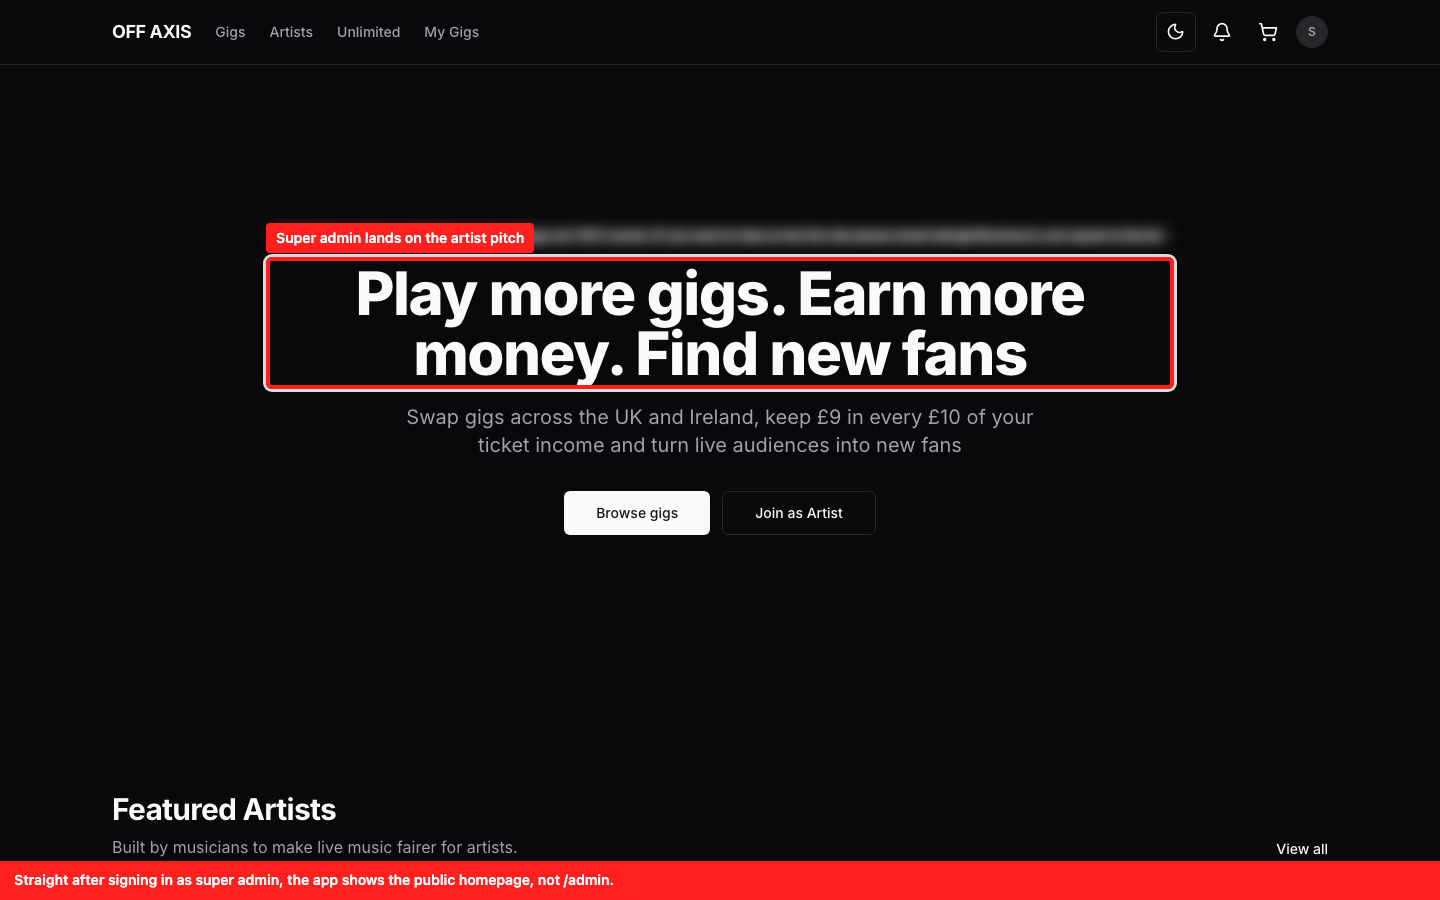 OFF AXIS Gigs Artists Unlimited My Gigs S
Super admin lands on the artist pitch
Play more gigs. Earn more
money. Find new fans
Swap gigs across the UK and Ireland, keep £9 in every £10 of your
ticket income and turn live audiences into new fans
Browse gigs Join as Artist
Featured Artists
Built by musicians to make live music fairer for artists.
View all
Straight after signing in as super admin, the app shows the public homepage, not /admin.